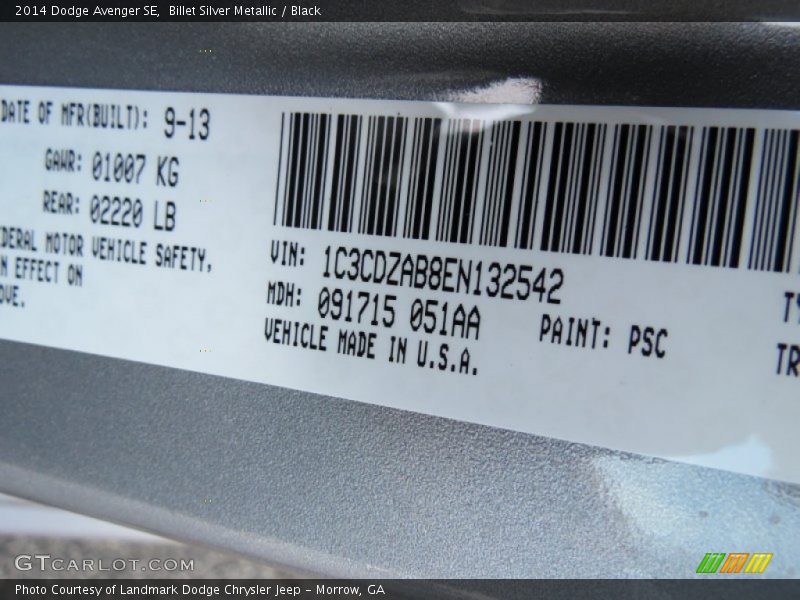 2014 Dodge Avenger SE,  Billet Silver Metallic / Black
DATE OF MFR(BUILT): 9-13
GAWR: 01007 KG
REAR: 02220 LB
MOTOR VEHICLE SAFETY,
EFFECT ON
VIN: 1C3CDZAB8EN132542
MDH: 091715 051AA
PAINT: PSC
VEHICLE MADE IN U.S.A.
GTCARLOT.COM
Photo Courtesy of Landmark Dodge Chrysler Jeep - Morrow, GA